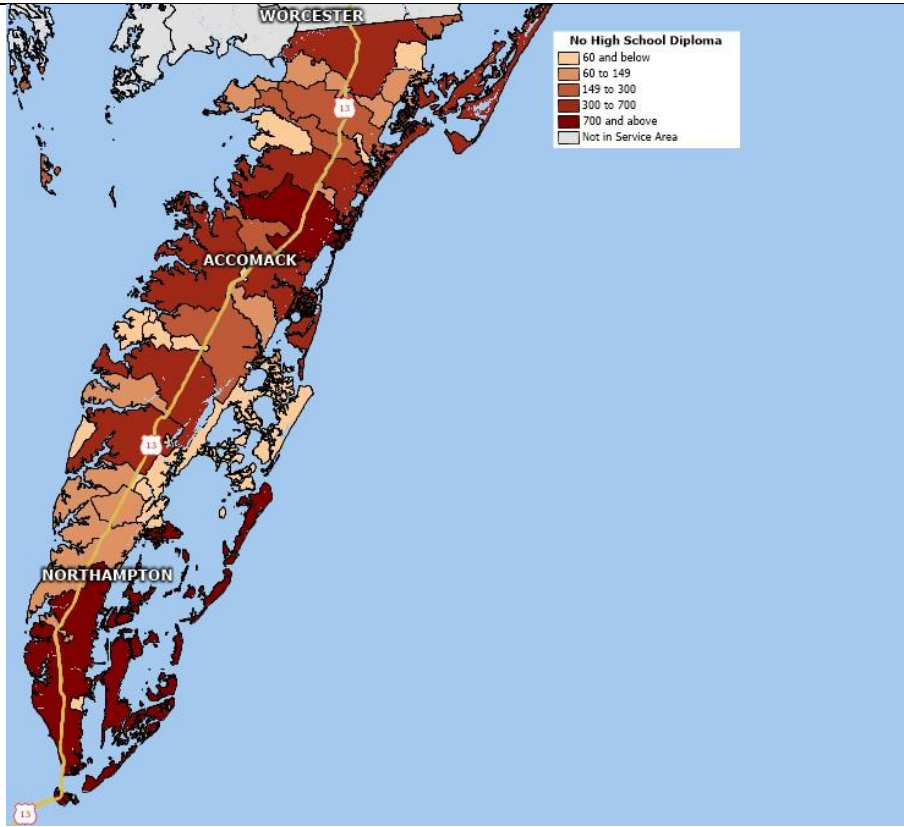 WORCESTER
No High School Diploma
60 and below
60 to 149
149 to 300
300 to 700
700 and above
Not in Service Area
13
ACCOMACK
13
NORTHAMPTON
13